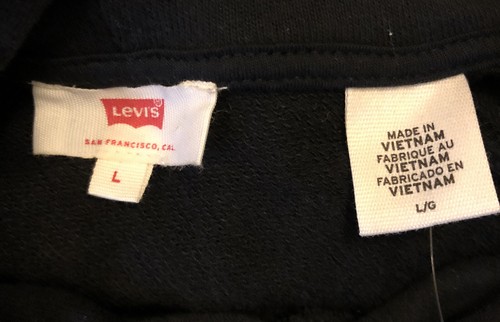 Levi's
SAN FRANCISCO, CAL
L
MADE IN
VIETNAM
FABRIQUE AU
VIETNAM
FABRICADO EN
VIETNAM
L/G